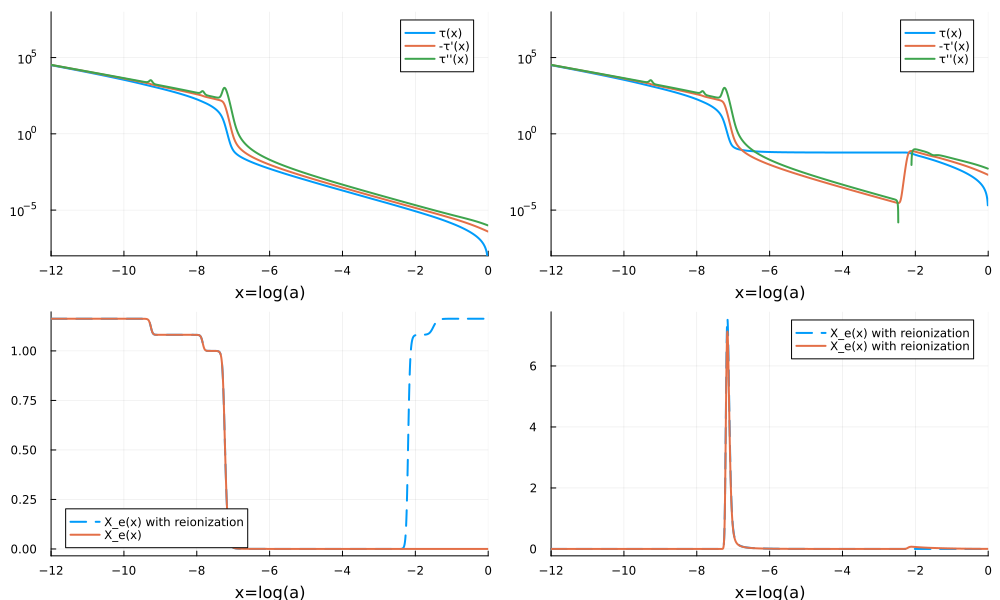 τ(x)
-τ'(x)
τ''(x)
10^5
10^0
10^-5
−12 −10 −8 −6 −4 −2 0
x=log(a)
τ(x)
-τ'(x)
τ''(x)
10^5
10^0
10^-5
−12 −10 −8 −6 −4 −2 0
x=log(a)
1.00
0.75
0.50
0.25
0.00
X_e(x) with reionization
X_e(x)
−12 −10 −8 −6 −4 −2 0
x=log(a)
X_e(x) with reionization
X_e(x) with reionization
6
4
2
0
−12 −10 −8 −6 −4 −2 0
x=log(a)